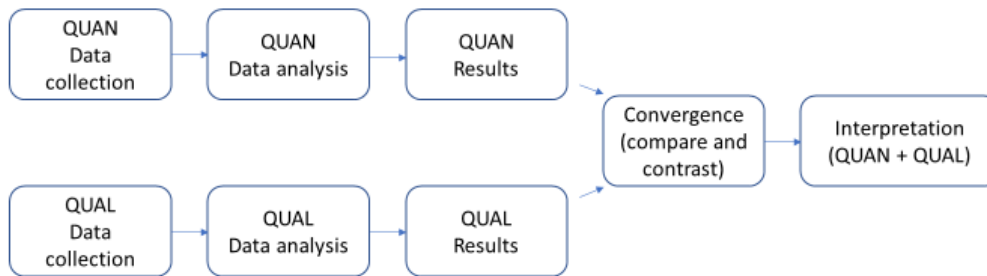 QUAN
Data
collection
QUAN
Data analysis
QUAN
Results
Convergence
(compare and
contrast)
Interpretation
(QUAN + QUAL)
QUAL
Data
collection
QUAL
Data analysis
QUAL
Results